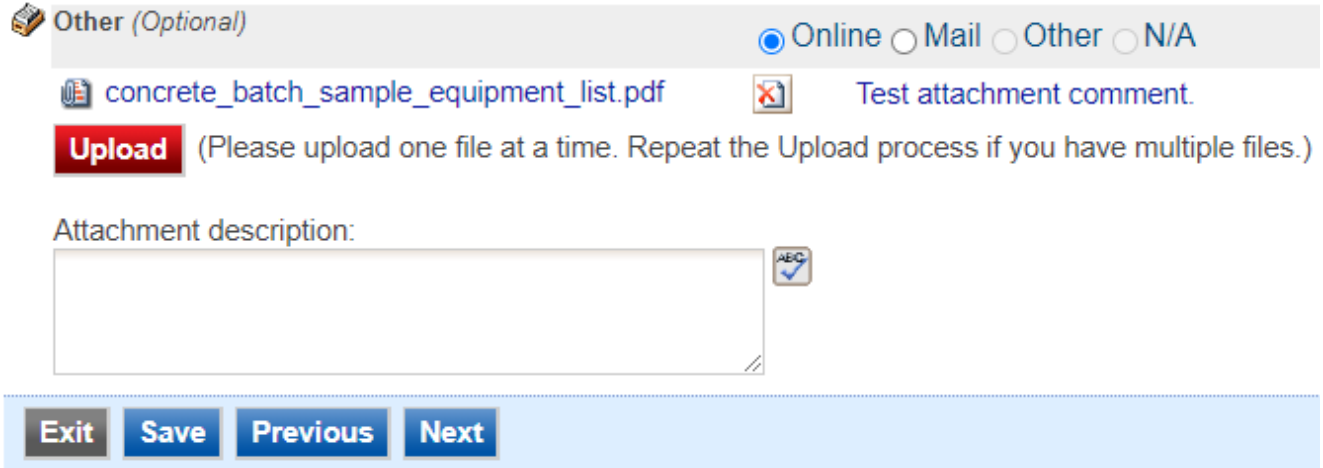 Other (Optional)
Online Mail Other N/A
concrete_batch_sample_equipment_list.pdf Test attachment comment.
Upload (Please upload one file at a time. Repeat the Upload process if you have multiple files.)
Attachment description:
ABC
Exit Save Previous Next